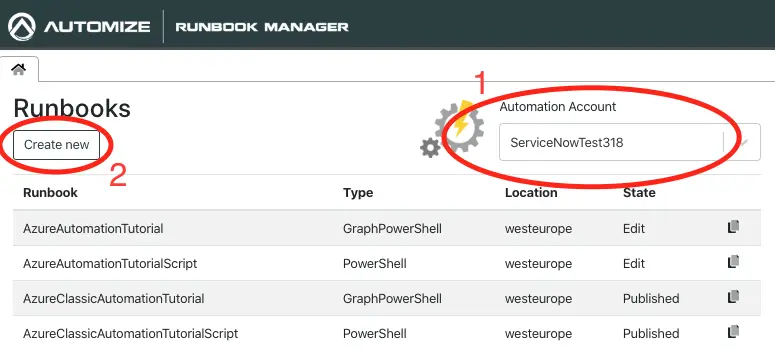 AUTOMIZE RUNBOOK MANAGER
1
Runbooks
Automation Account
Create new
ServiceNowTest318
2
Runbook Type Location State
AzureAutomationTutorial GraphPowerShell westeurope Edit
AzureAutomationTutorialScript PowerShell westeurope Edit
AzureClassicAutomationTutorial GraphPowerShell westeurope Published
AzureClassicAutomationTutorialScript PowerShell westeurope Published